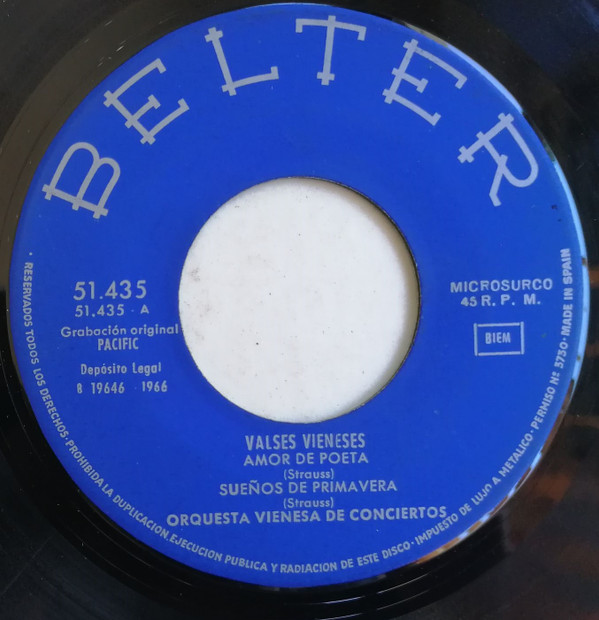 BELTER
51.435
51.435 - A
Grabación original
PACIFIC
Depósito Legal
B 19646 - 1966
MICROSURCO
45 R. P. M.
BIEM
VALSES VIENESES
AMOR DE POETA
(Strauss)
SUEÑOS DE PRIMAVERA
(Strauss)
ORQUESTA VIENESA DE CONCIERTOS
· RESERVADOS TODOS LOS DERECHOS·PROHIBIDA LA DUPLICACION, EJECUCION PUBLICA Y RADIACION DE ESTE DISCO·IMPUESTO DE LUJO A METALICO·PERMISO Nº 3730·MADE IN SPAIN